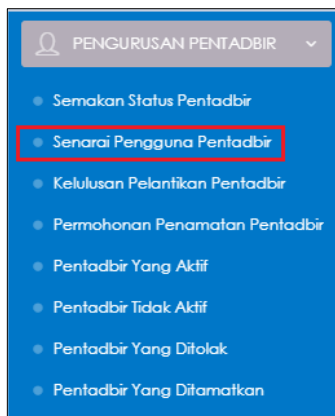 PENGURUSAN PENTADBIR
Semakan Status Pentadbir
Senarai Pengguna Pentadbir
Kelulusan Pelantikan Pentadbir
Permohonan Penamatan Pentadbir
Pentadbir Yang Aktif
Pentadbir Tidak Aktif
Pentadbir Yang Ditolak
Pentadbir Yang Ditamatkan